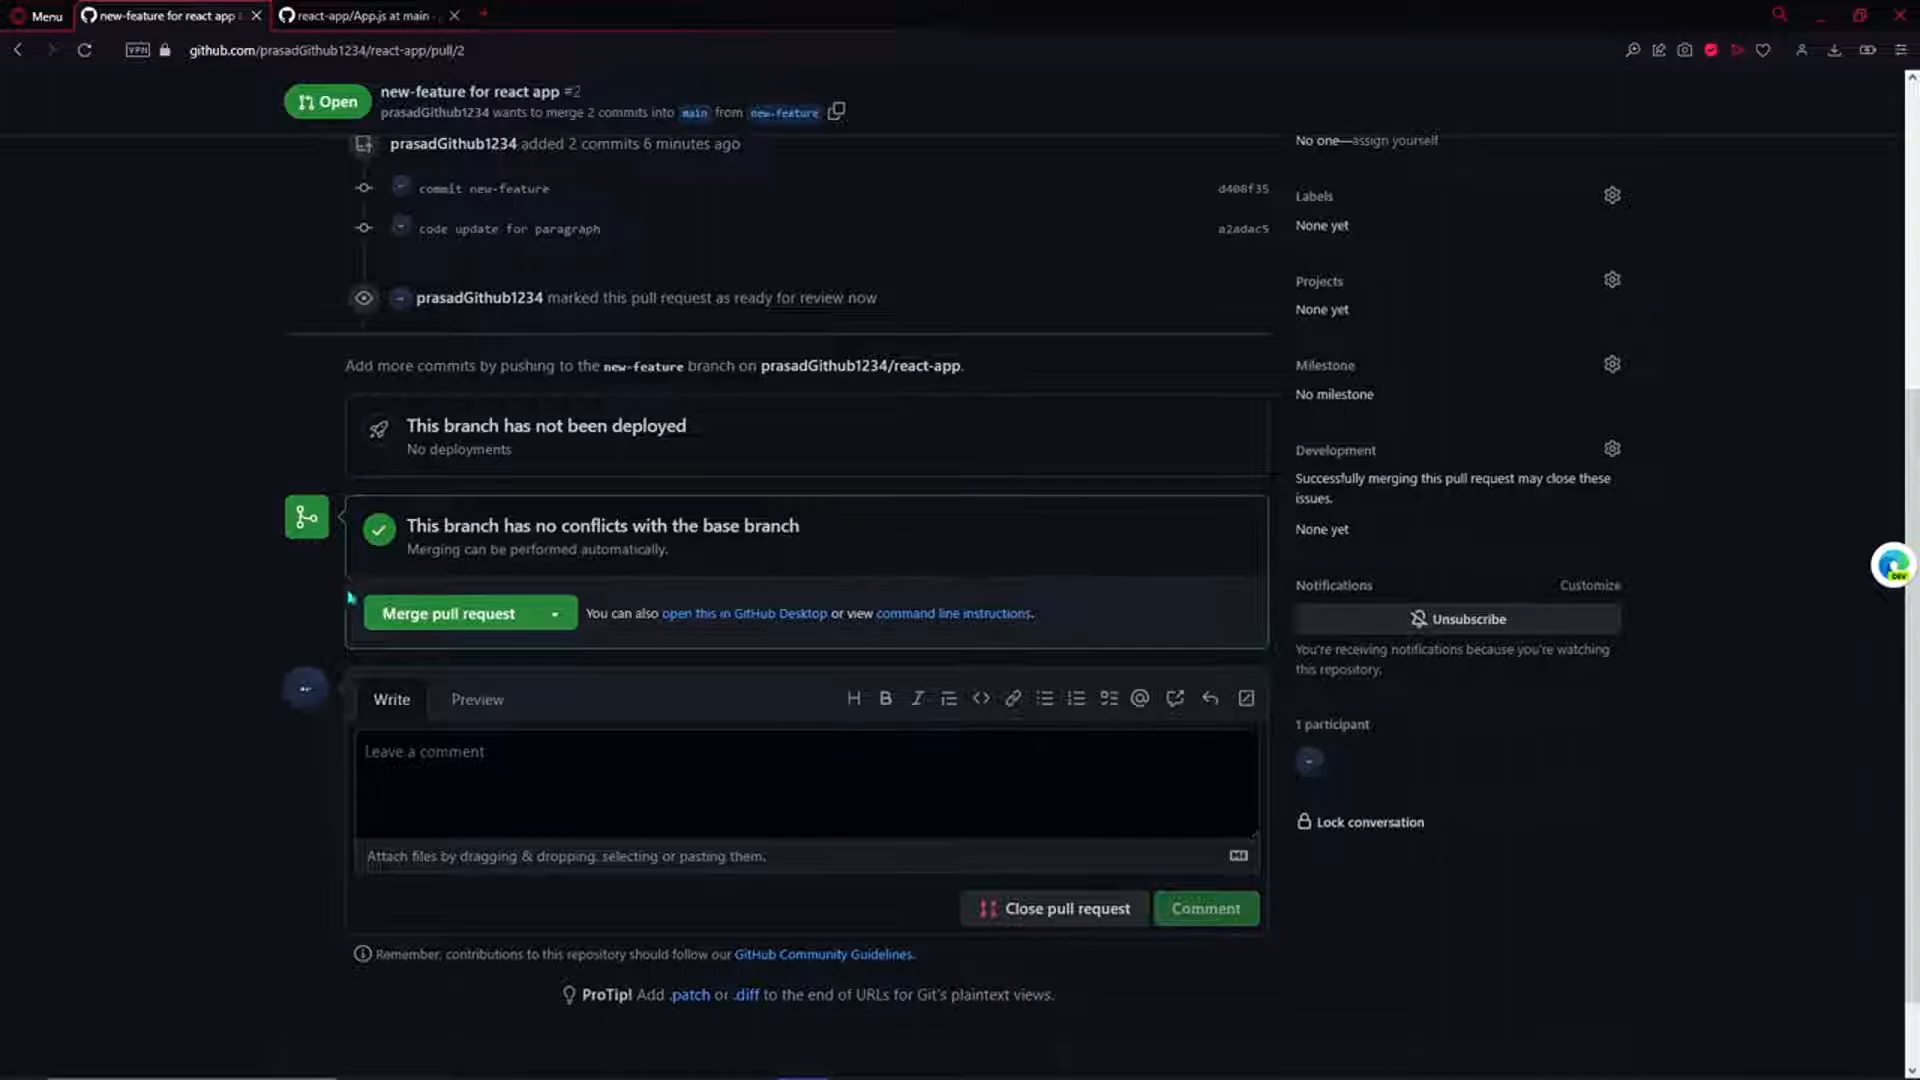 Menu
new-feature for react app
react-app/App.js at main
VPN
github.com/prasadGithub1234/react-app/pull/2
Open
new-feature for react app #2
prasadGithub1234 wants to merge 2 commits into main from new-feature
prasadGithub1234 added 2 commits 6 minutes ago
commit new-feature
d408f35
code update for paragraph
a2adac5
prasadGithub1234 marked this pull request as ready for review now
Add more commits by pushing to the new-feature branch on prasadGithub1234/react-app.
This branch has not been deployed
No deployments
This branch has no conflicts with the base branch
Merging can be performed automatically.
Merge pull request
You can also open this in GitHub Desktop or view command line instructions.
Write
Preview
Leave a comment
Attach files by dragging & dropping, selecting or pasting them.
Close pull request
Comment
Remember, contributions to this repository should follow our GitHub Community Guidelines.
ProTip! Add .patch or .diff to the end of URLs for Git's plaintext views.
No one—assign yourself
Labels
None yet
Projects
None yet
Milestone
No milestone
Development
Successfully merging this pull request may close these
issues.
None yet
Notifications
Customize
Unsubscribe
You're receiving notifications because you're watching
this repository.
1 participant
Lock conversation
DEV